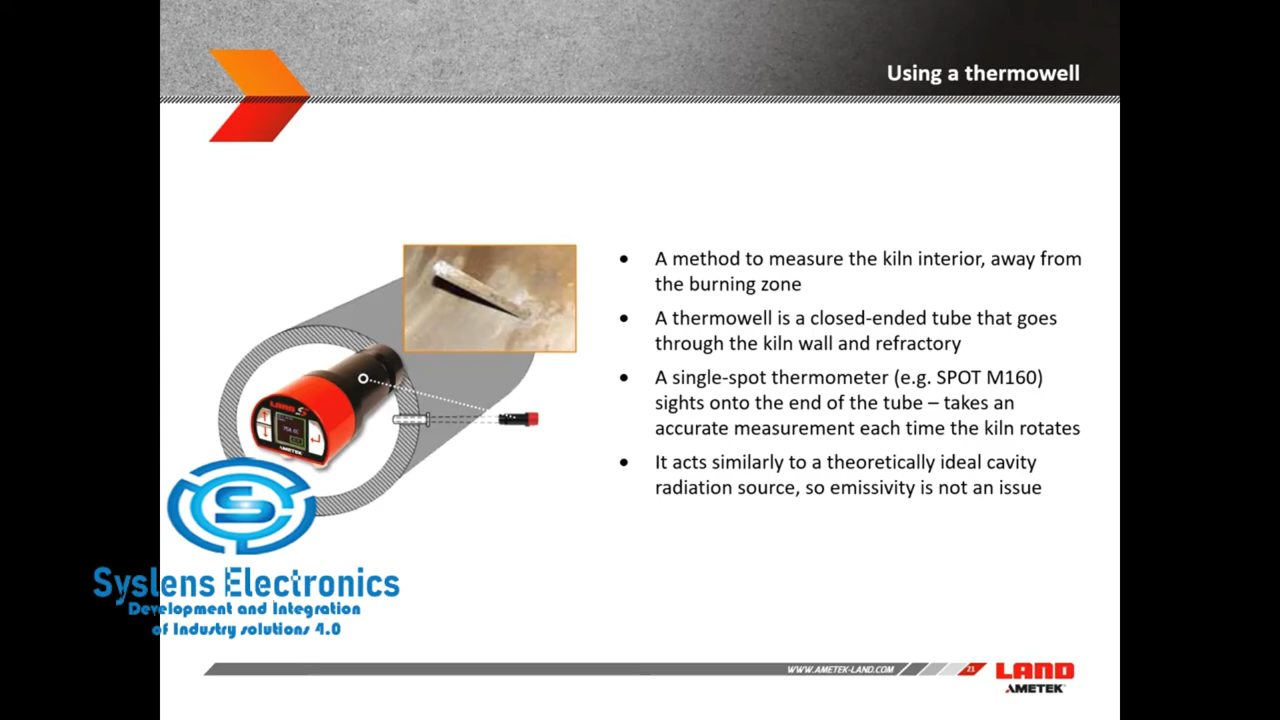 Using a thermowell
• A method to measure the kiln interior, away from
the burning zone
• A thermowell is a closed-ended tube that goes
through the kiln wall and refractory
• A single-spot thermometer (e.g. SPOT M160)
sights onto the end of the tube – takes an
accurate measurement each time the kiln rotates
• It acts similarly to a theoretically ideal cavity
radiation source, so emissivity is not an issue
LAND
AMETEK
S
Syslens Electronics
Development and Integration
of Industry solutions 4.0
WWW.AMETEK-LAND.COM
21
LAND
AMETEK